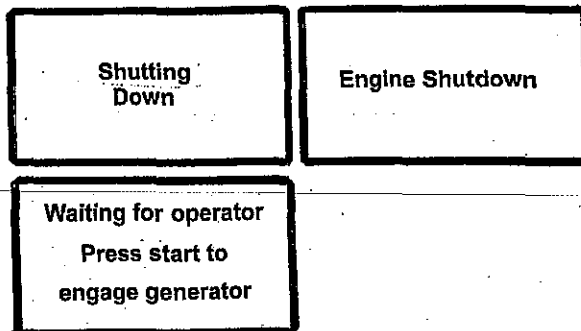 Shutting
Down
Engine Shutdown
Waiting for operator
Press start to
engage generator